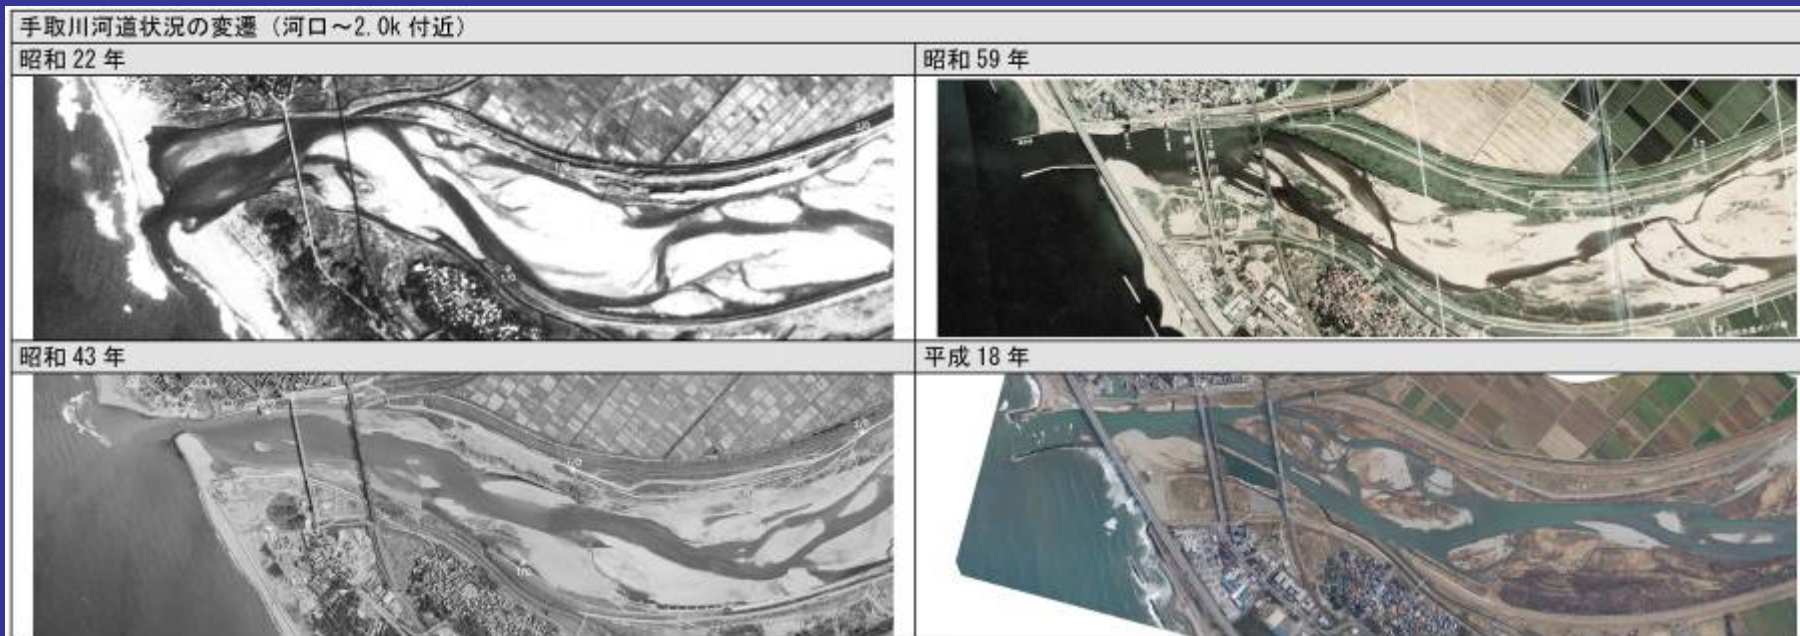 手取川河道状況の変遷（河口～2.0k 付近）
昭和 22 年
昭和 59 年
昭和 43 年
平成 18 年